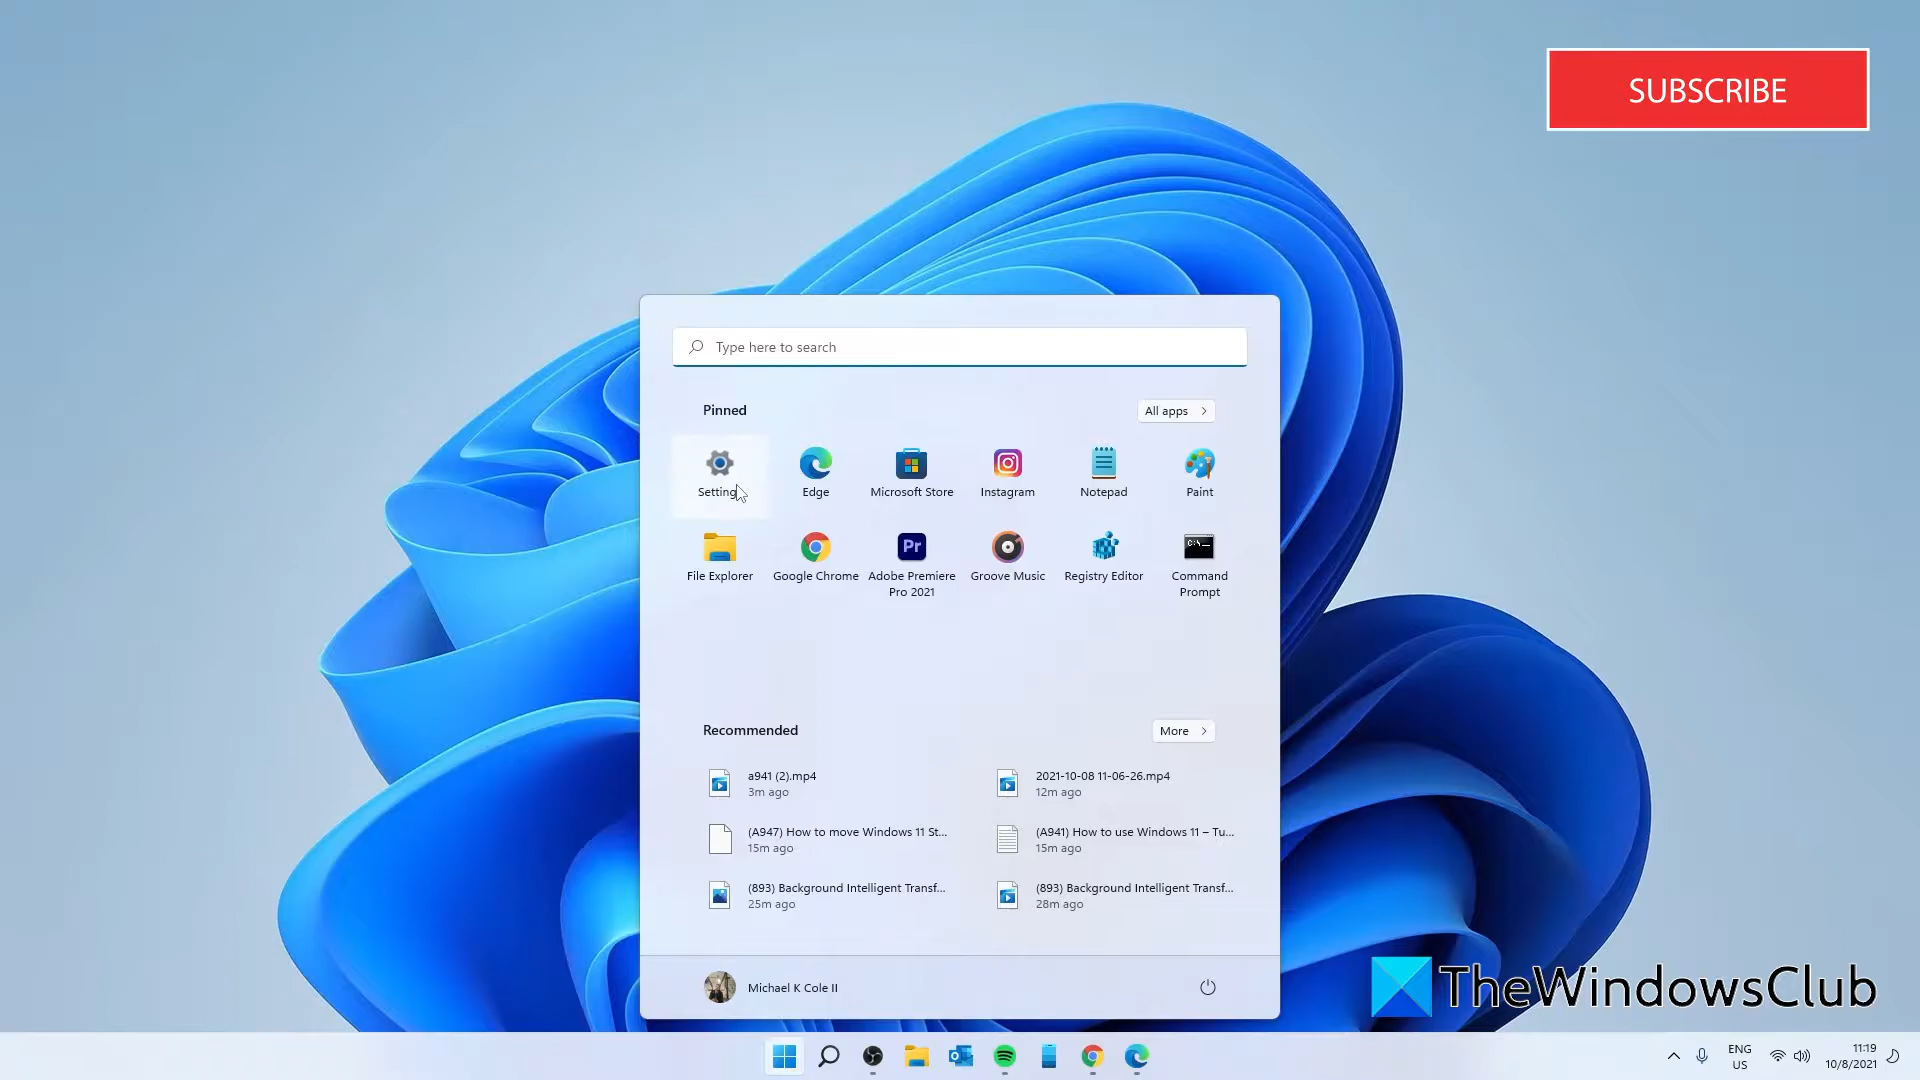 SUBSCRIBE
Type here to search
Pinned
All apps
Setting
Edge
Microsoft Store
Instagram
Notepad
Paint
File Explorer
Google Chrome
Pr
Adobe Premiere
Pro 2021
Groove Music
Registry Editor
C:\_
Command
Prompt
Recommended
More
a941 (2).mp4
3m ago
2021-10-08 11-06-26.mp4
12m ago
(A947) How to move Windows 11 St...
15m ago
(A941) How to use Windows 11 – Tu...
15m ago
(893) Background Intelligent Transf...
25m ago
(893) Background Intelligent Transf...
28m ago
Michael K Cole II
TheWindowsClub
ENG
US
11:19
10/8/2021